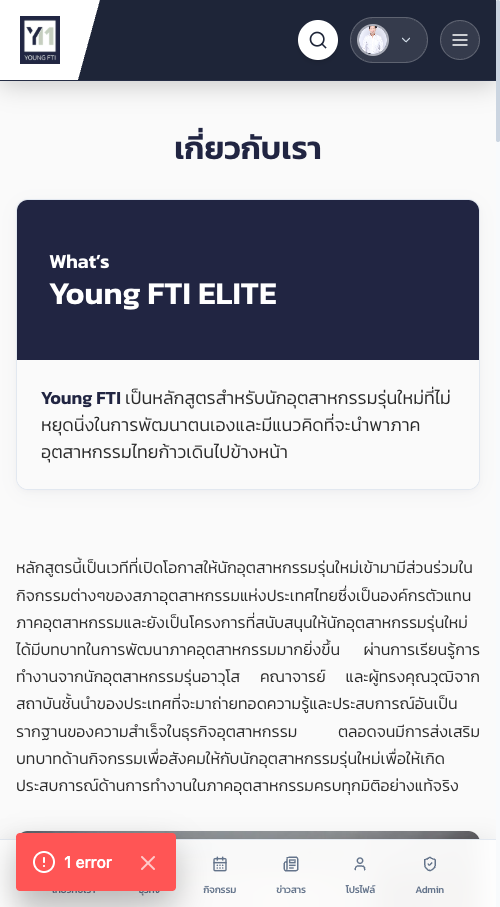 YOUNG FTI
เกี่ยวกับเรา
What's
Young FTI ELITE
Young FTI เป็นหลักสูตรสำหรับนักอุตสาหกรรมรุ่นใหม่ที่ไม่
หยุดนิ่งในการพัฒนาตนเองและมีแนวคิดที่จะนำพาภาค
อุตสาหกรรมไทยก้าวเดินไปข้างหน้า
หลักสูตรนี้เป็นเวทีที่เปิดโอกาสให้นักอุตสาหกรรมรุ่นใหม่เข้ามามีส่วนร่วมใน
กิจกรรมต่างๆของสภาอุตสาหกรรมแห่งประเทศไทยซึ่งเป็นองค์กรตัวแทน
ภาคอุตสาหกรรมและยังเป็นโครงการที่สนับสนุนให้นักอุตสาหกรรมรุ่นใหม่
ได้มีบทบาทในการพัฒนาภาคอุตสาหกรรมมากยิ่งขึ้น ผ่านการเรียนรู้การ
ทำงานจากนักอุตสาหกรรมรุ่นอาวุโส คณาจารย์ และผู้ทรงคุณวุฒิจาก
สถาบันชั้นนำของประเทศที่จะมาถ่ายทอดความรู้และประสบการณ์อันเป็น
รากฐานของความสำเร็จในธุรกิจอุตสาหกรรม ตลอดจนมีการส่งเสริม
บทบาทด้านกิจกรรมเพื่อสังคมให้กับนักอุตสาหกรรมรุ่นใหม่เพื่อให้เกิด
ประสบการณ์ด้านการทำงานในภาคอุตสาหกรรมครบทุกมิติอย่างแท้จริง
1 error
กิจกรรม
ข่าวสาร
โปรไฟล์
Admin